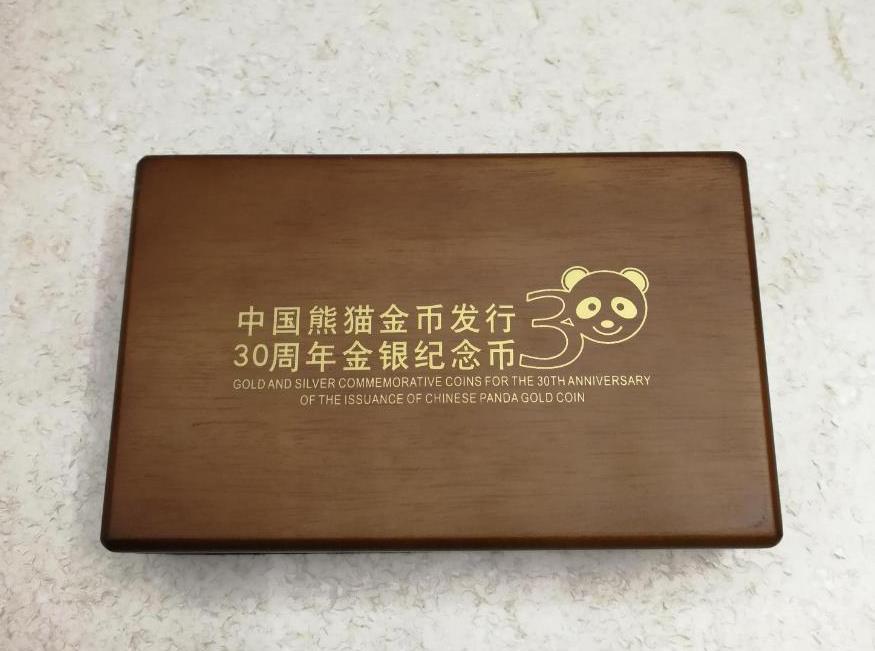 中国熊猫金币发行
30周年金银纪念币
30
GOLD AND SILVER COMMEMORATIVE COINS FOR THE 30TH ANNIVERSARY
OF THE ISSUANCE OF CHINESE PANDA GOLD COIN